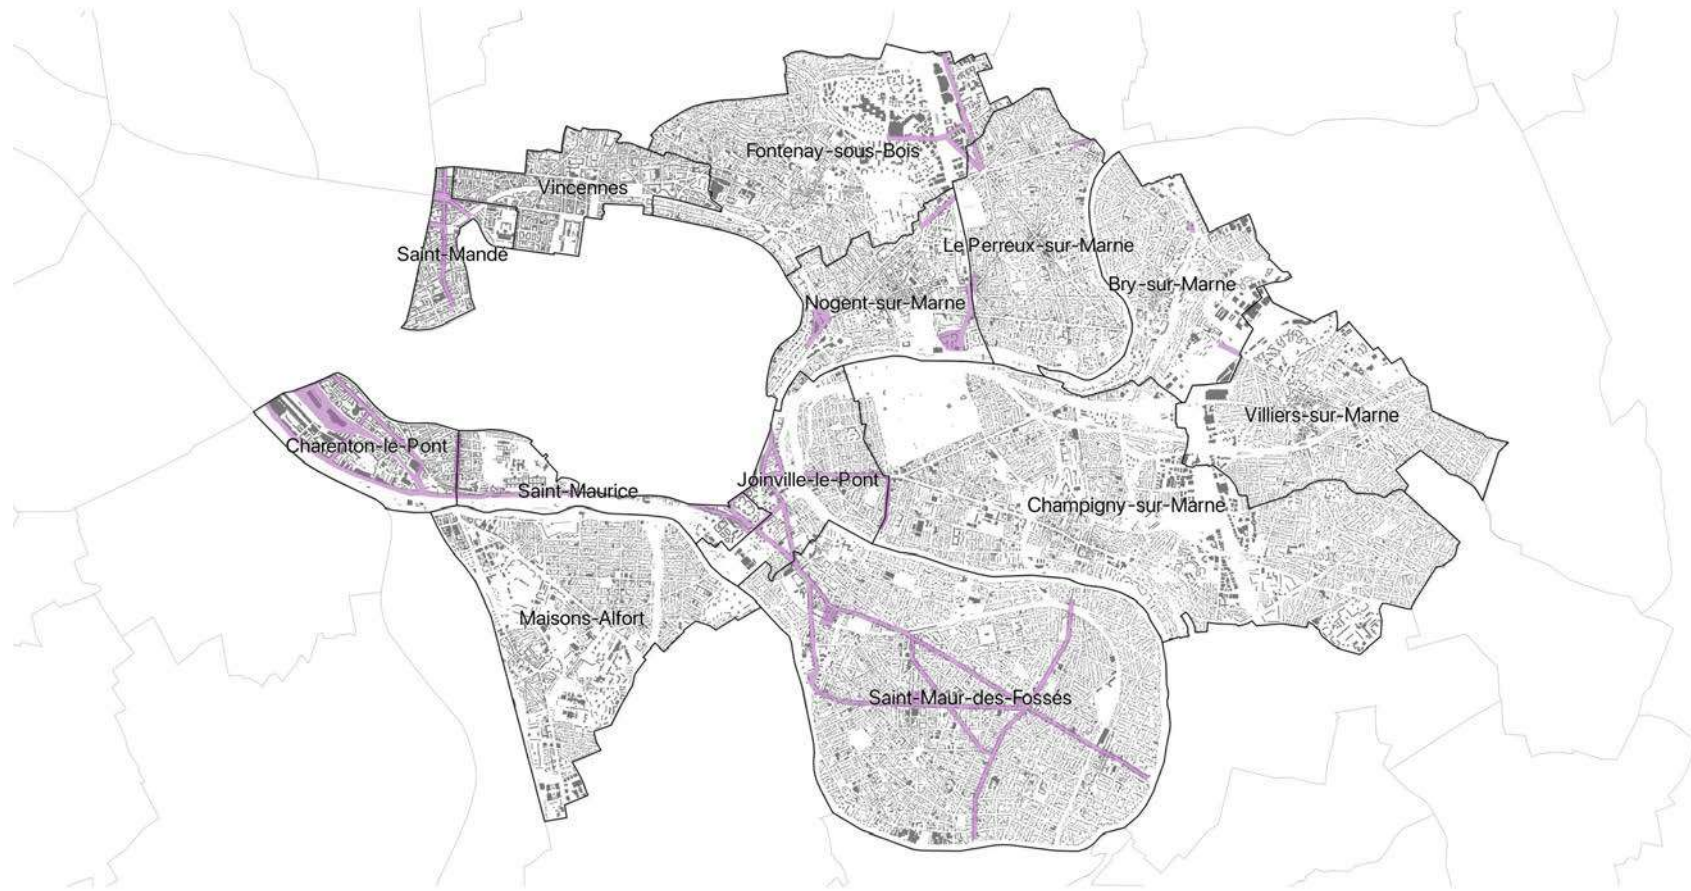 Fontenay-sous-Bois
Vincennes
Le Perreux-sur-Marne
Saint-Mandé
Bry-sur-Marne
Nogent-sur-Marne
Villiers-sur-Marne
Charenton-le-Pont
Joinville-le-Pont
Saint-Maurice
Champigny-sur-Marne
Maisons-Alfort
Saint-Maur-des-Fossés